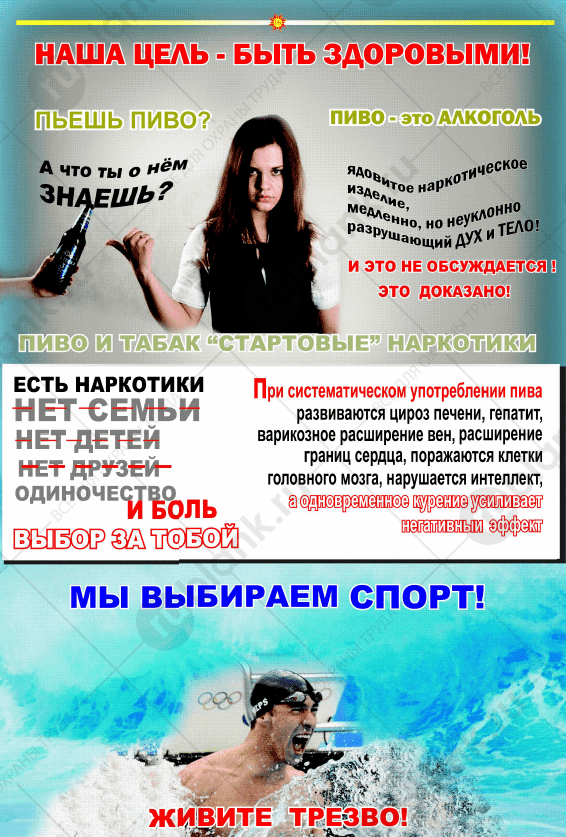 НАША ЦЕЛЬ - БЫТЬ ЗДОРОВЫМИ!
ПЬЕШЬ ПИВО?
А что ты о нём
ЗНАЕШЬ?
ПИВО - это АЛКОГОЛЬ
ядовитое наркотическое
изделие,
медленно, но неуклонно
разрушающий ДУХ и ТЕЛО!
И ЭТО НЕ ОБСУЖДАЕТСЯ !
ЭТО ДОКАЗАНО!
ПИВО И ТАБАК “СТАРТОВЫЕ” НАРКОТИКИ
ЕСТЬ НАРКОТИКИ
НЕТ СЕМЬИ
НЕТ ДЕТЕЙ
НЕТ ДРУЗЕЙ
ОДИНОЧЕСТВО
И БОЛЬ
ВЫБОР ЗА ТОБОЙ
При систематическом употреблении пива
развиваются цироз печени, гепатит,
варикозное расширение вен, расширение
границ сердца, поражаются клетки
головного мозга, нарушается интеллект,
а одновременное курение усиливает
негативный эффект
МЫ ВЫБИРАЕМ СПОРТ!
ЖИВИТЕ ТРЕЗВО!